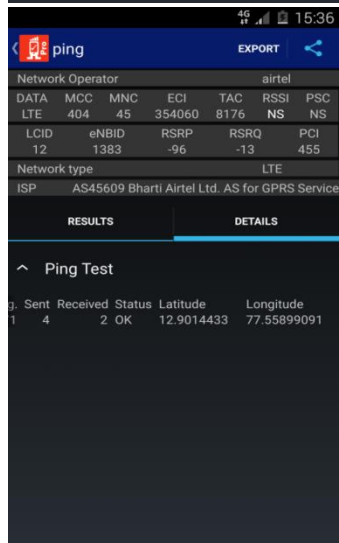 4G 15:36
Pro ping EXPORT
Network Operator airtel
DATA MCC MNC ECI TAC RSSI PSC
LTE 404 45 354060 8176 NS NS
LCID eNBID RSRP RSRQ PCI
12 1383 -96 -13 455
Network type LTE
ISP AS45609 Bharti Airtel Ltd. AS for GPRS Service
RESULTS DETAILS
Ping Test
g. Sent Received Status Latitude Longitude
1 4 2 OK 12.9014433 77.55899091